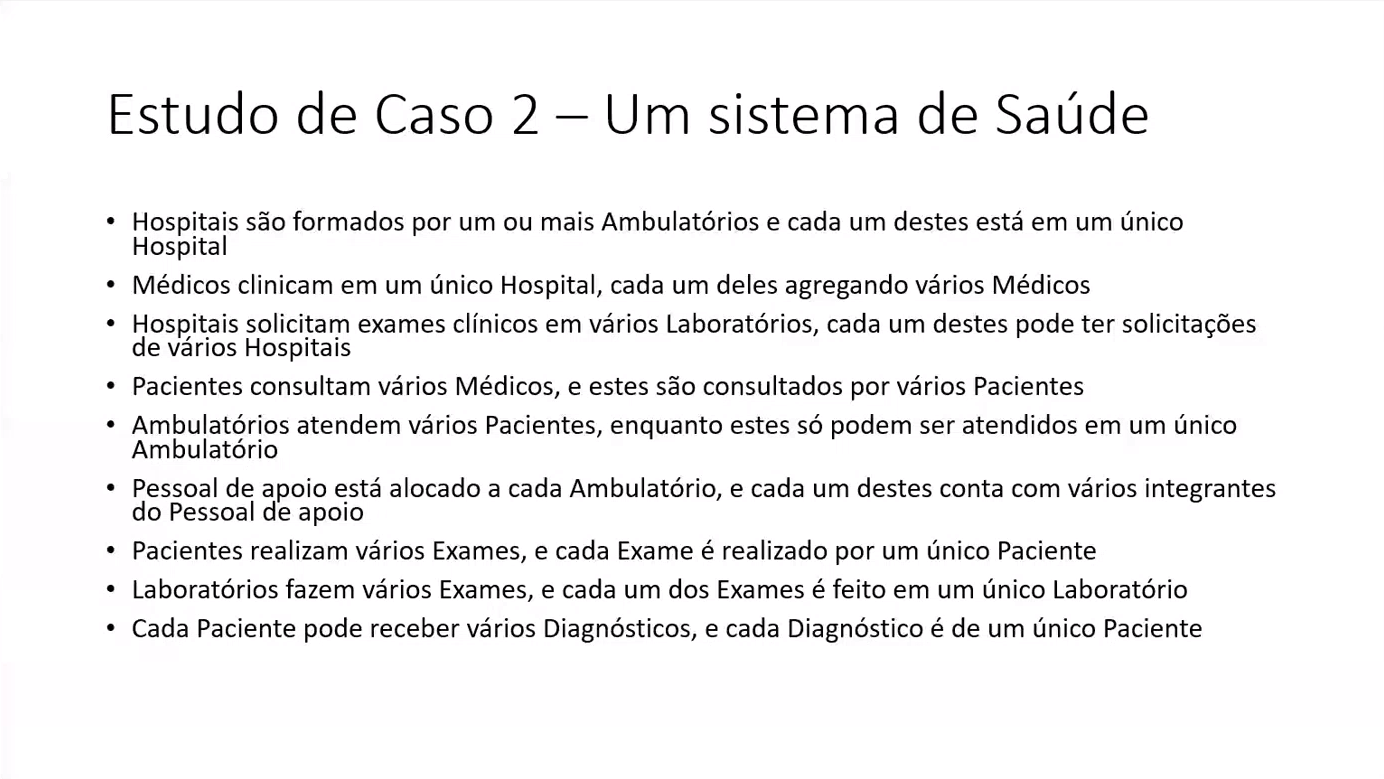 Estudo de Caso 2 – Um sistema de Saúde
• Hospitais são formados por um ou mais Ambulatórios e cada um destes está em um único
Hospital
• Médicos clinicam em um único Hospital, cada um deles agregando vários Médicos
• Hospitais solicitam exames clínicos em vários Laboratórios, cada um destes pode ter solicitações
de vários Hospitais
• Pacientes consultam vários Médicos, e estes são consultados por vários Pacientes
• Ambulatórios atendem vários Pacientes, enquanto estes só podem ser atendidos em um único
Ambulatório
• Pessoal de apoio está alocado a cada Ambulatório, e cada um destes conta com vários integrantes
do Pessoal de apoio
• Pacientes realizam vários Exames, e cada Exame é realizado por um único Paciente
• Laboratórios fazem vários Exames, e cada um dos Exames é feito em um único Laboratório
• Cada Paciente pode receber vários Diagnósticos, e cada Diagnóstico é de um único Paciente